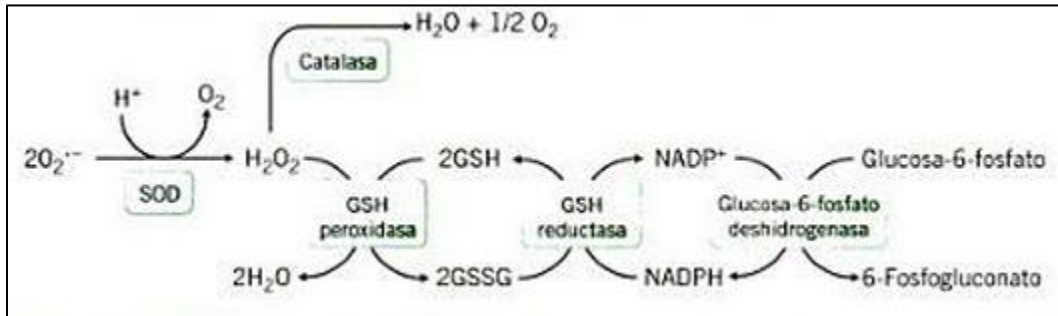 H₂O + 1/2 O₂
Catalasa
H⁺
O₂
2O₂•−
H₂O₂
2GSH
NADP⁺
Glucosa-6-fosfato
SOD
GSH
peroxidasa
GSH
reductasa
Glucosa-6-fosfato
deshidrogenasa
2H₂O
2GSSG
NADPH
6-Fosfogluconato